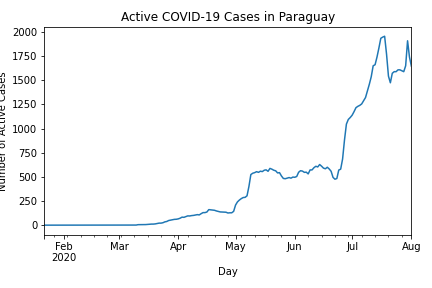 Active COVID-19 Cases in Paraguay
Number of Active Cases
2000
1750
1500
1250
1000
750
500
250
0
Feb Mar Apr May Jun Jul Aug
2020
Day